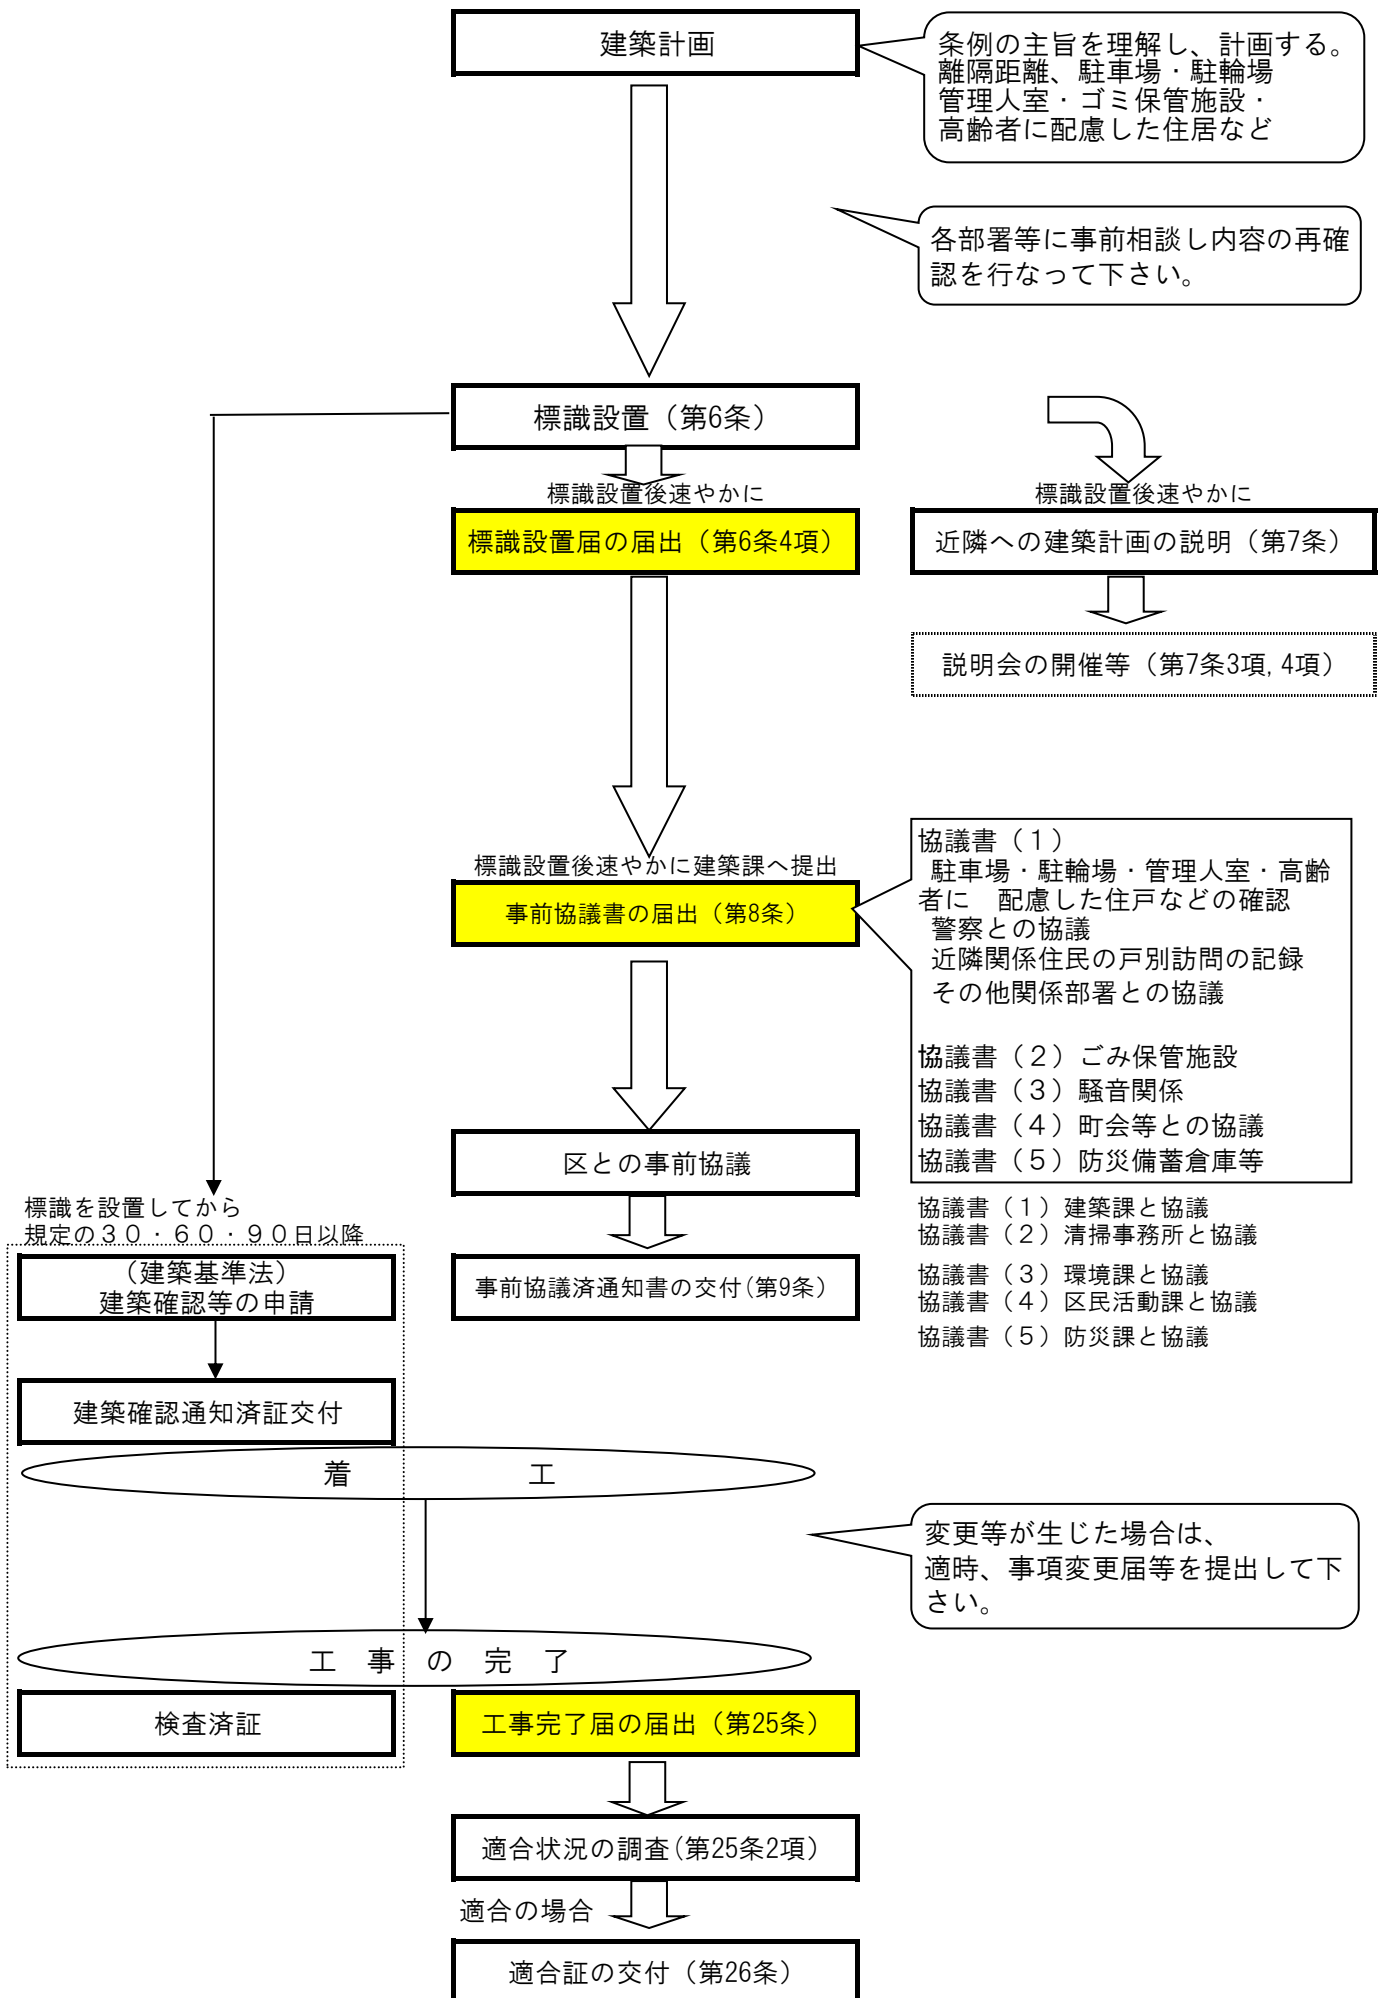 建築計画
条例の主旨を理解し、計画する。
離隔距離、駐車場・駐輪場
管理人室・ゴミ保管施設・
高齢者に配慮した住居など
各部署等に事前相談し内容の再確
認を行なって下さい。
標識設置（第6条）
標識設置後速やかに
標識設置届の届出（第6条4項）
標識設置後速やかに
近隣への建築計画の説明（第7条）
説明会の開催等（第7条3項,4項）
標識設置後速やかに建築課へ提出
事前協議書の届出（第8条）
協議書（１）
駐車場・駐輪場・管理人室・高齢
者に　配慮した住戸などの確認
警察との協議
近隣関係住民の戸別訪問の記録
その他関係部署との協議
協議書（２）ごみ保管施設
協議書（３）騒音関係
協議書（４）町会等との協議
協議書（５）防災備蓄倉庫等
区との事前協議
協議書（１）建築課と協議
協議書（２）清掃事務所と協議
協議書（３）環境課と協議
協議書（４）区民活動課と協議
協議書（５）防災課と協議
事前協議済通知書の交付(第9条）
標識を設置してから
規定の３０・６０・９０日以降
（建築基準法）
建築確認等の申請
建築確認通知済証交付
着　　工
変更等が生じた場合は、
適時、事項変更届等を提出して下
さい。
工　事　の　完　了
検査済証
工事完了届の届出（第25条）
適合状況の調査(第25条2項）
適合の場合
適合証の交付（第26条）